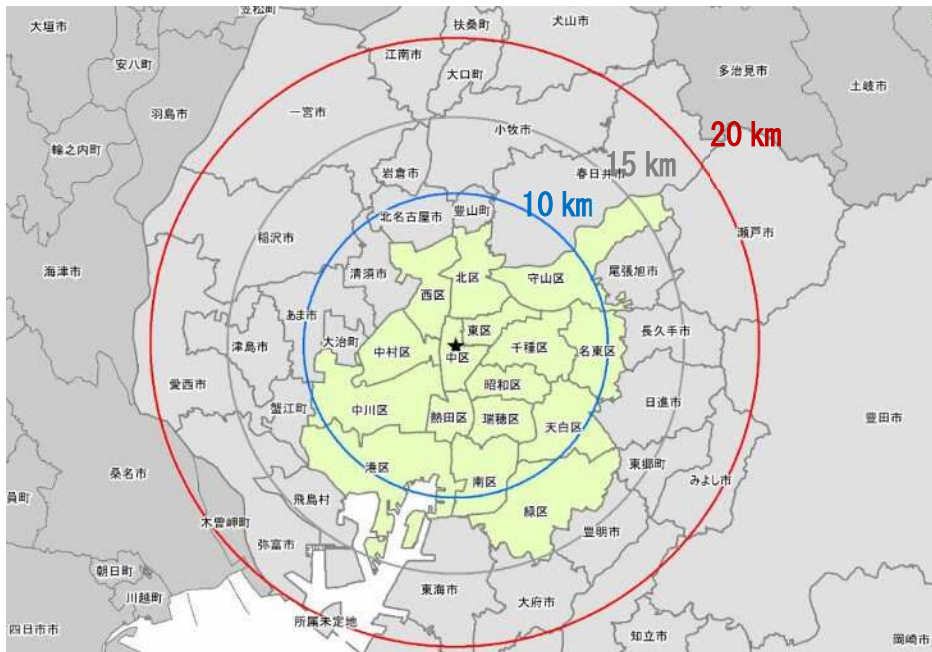 笠松町
扶桑町
犬山市
大垣市
江南市
安八町
大口町
多治見市
土岐市
羽島市
一宮市
小牧市
20 km
輪之内町
15 km
岩倉市
春日井市
10 km
北名古屋市
豊山町
稲沢市
瀬戸市
海津市
清須市
北区
守山区
尾張旭市
西区
あま市
東区
長久手市
津島市
大治町
中村区
中区
千種区
名東区
愛西市
昭和区
蟹江町
中川区
熱田区
瑞穂区
日進市
豊田市
天白区
桑名市
港区
東郷町
員町
飛島村
南区
みよし市
緑区
木曽岬町
弥富市
豊明市
朝日町
東海市
川越町
大府市
四日市市
所属未定地
知立市
岡崎市